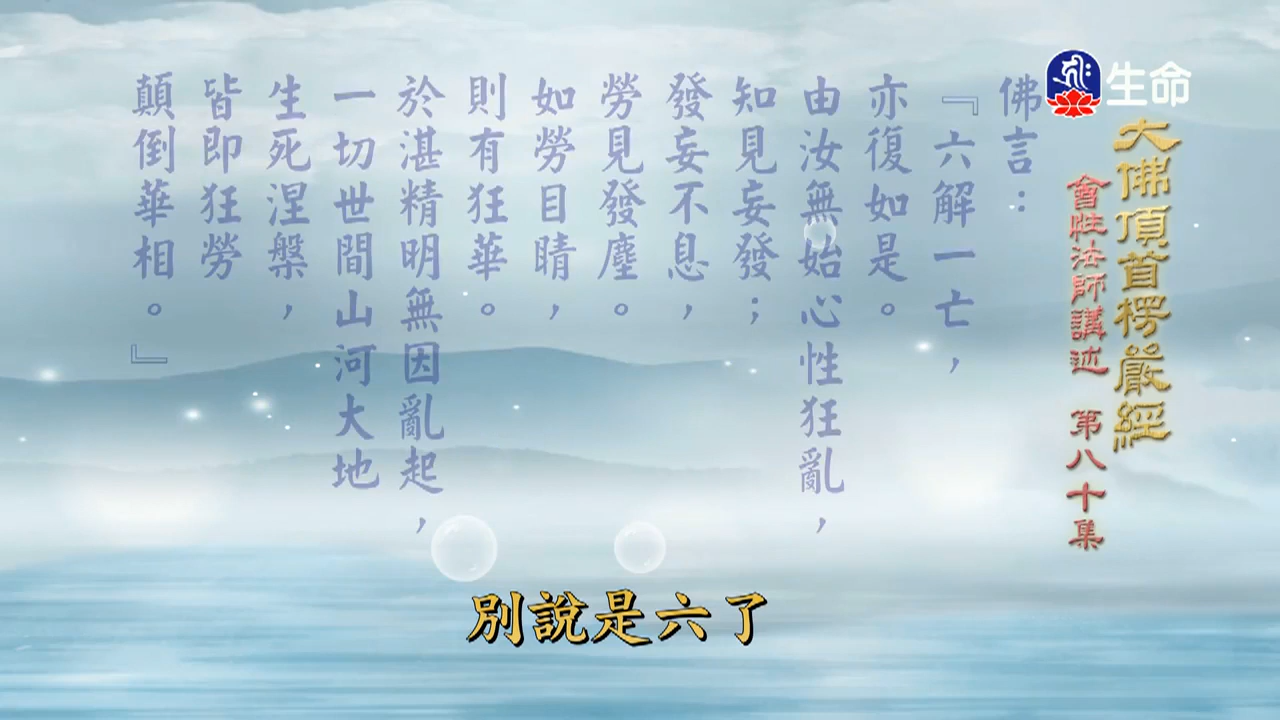 生命
大佛頂首楞嚴經
會性法師講述 第八十集
佛言：
『六解一亡，
亦復如是。
由汝無始心性狂亂，
知見妄發；
發妄不息，
勞見發塵。
如勞目睛，
則有狂華。
於湛精明無因亂起，
一切世間山河大地
生死涅槃，
皆即狂勞
顛倒華相。』
別說是六了